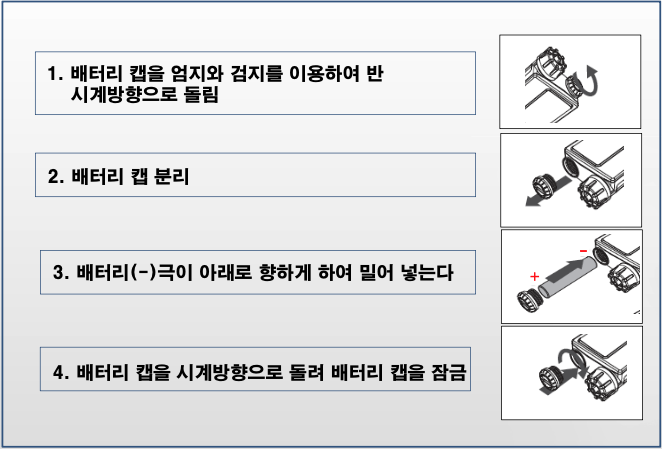 1. 배터리 캡을 엄지와 검지를 이용하여 반
시계방향으로 돌림
2. 배터리 캡 분리
3. 배터리(-)극이 아래로 향하게 하여 밀어 넣는다
-
+
4. 배터리 캡을 시계방향으로 돌려 배터리 캡을 잠금